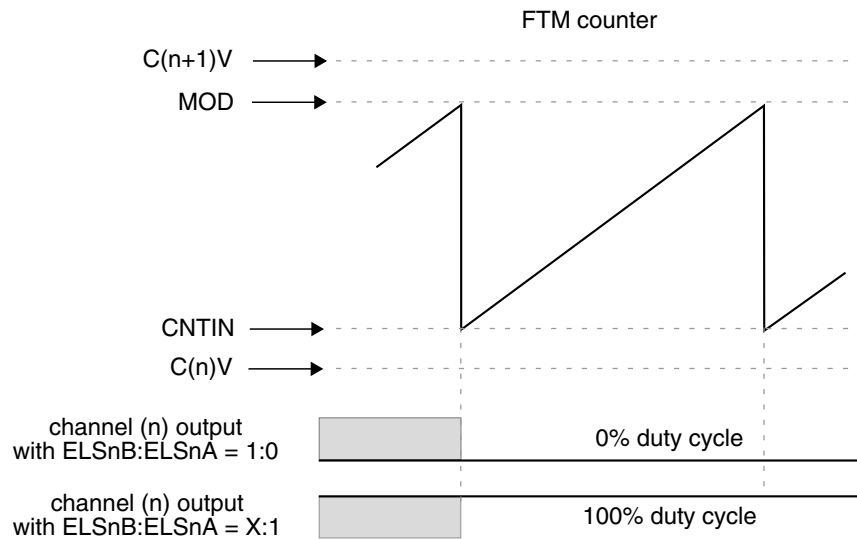 FTM counter
C(n+1)V
MOD
CNTIN
C(n)V
channel (n) output
with ELSnB:ELSnA = 1:0
0% duty cycle
channel (n) output
with ELSnB:ELSnA = X:1
100% duty cycle